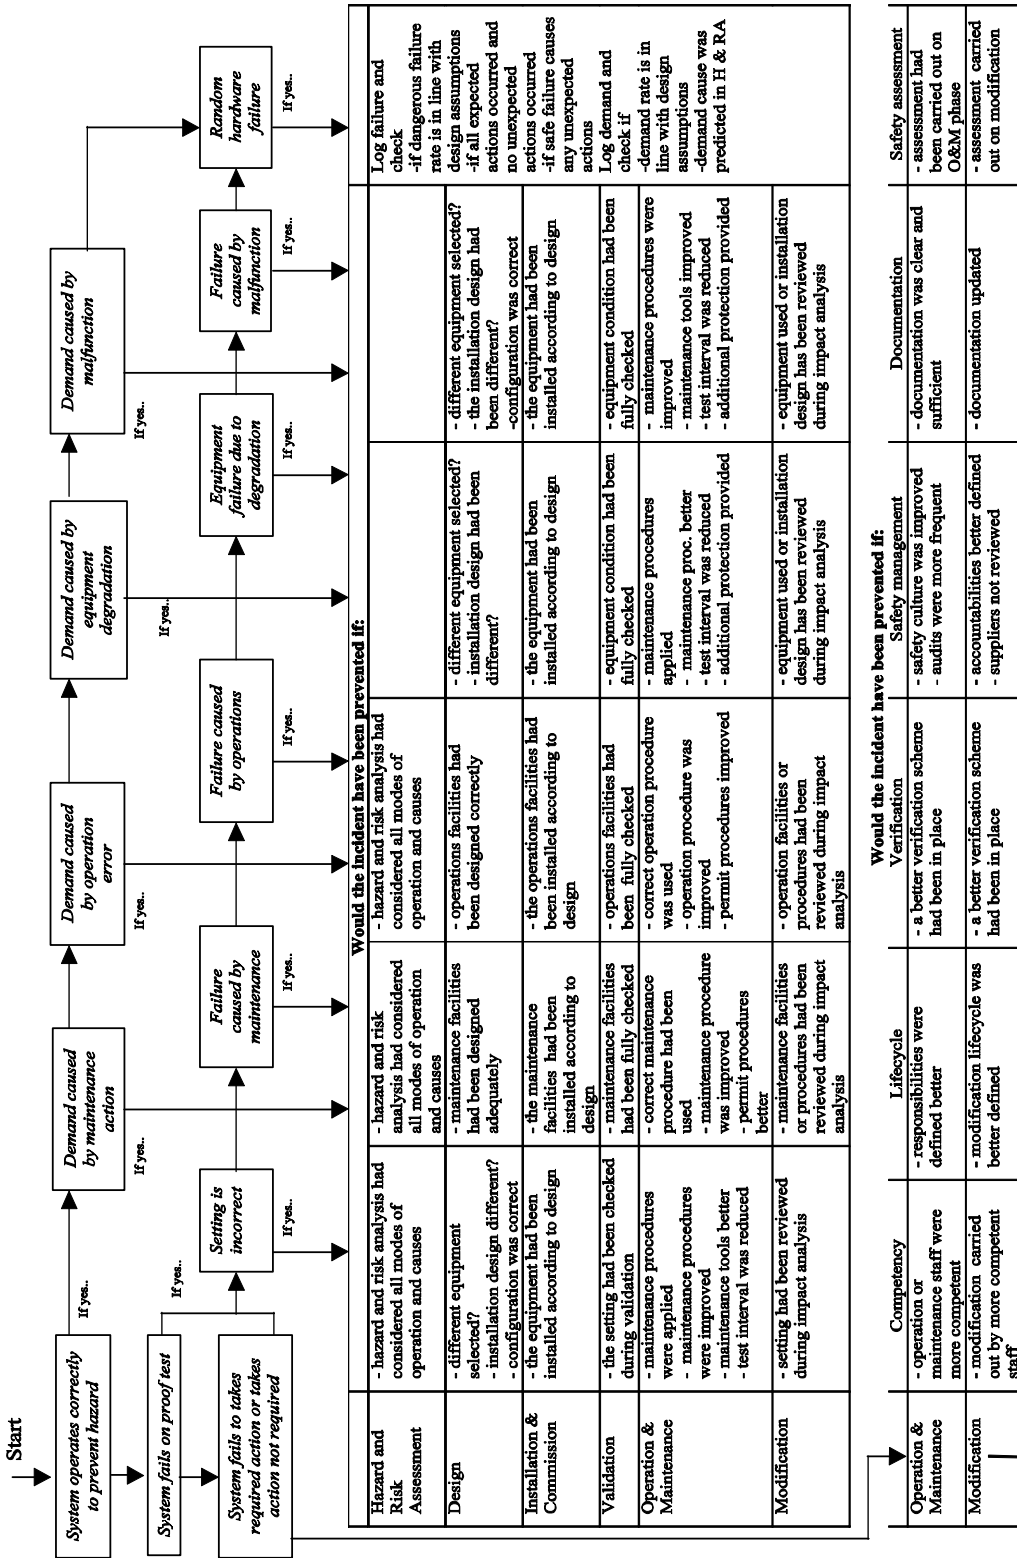 Start
System operates correctly
to prevent hazard
If yes..
Demand caused
by maintenance
action
If yes..
Demand caused
by operation
error
If yes..
Demand caused by
equipment
degradation
If yes..
Demand caused by
malfunction
If yes..
System fails on proof test
If yes..
System fails to takes
required action or takes
action not required
Setting is
incorrect
If yes..
Failure
caused by
maintenance
If yes..
Failure caused
by operations
If yes..
Equipment
failure due to
degradation
If yes..
Failure
caused by
malfunction
If yes..
Random
hardware
failure
If yes..
Would the incident have been prevented if:
Hazard and
Risk
Assessment
- hazard and risk analysis had
considered all modes of
operation and causes
- hazard and risk
analysis had considered
all modes of operation
and causes
- hazard and risk analysis had
considered all modes of
operation and causes
Log failure and
check
-if dangerous failure
rate is in line with
design assumptions
-if all expected
actions occurred and
no unexpected
actions occurred
-if safe failure causes
any unexpected
actions
Log demand and
check if
-demand rate is in
line with design
assumptions
-demand cause was
predicted in H & RA
Design
- different equipment
selected?
- installation design different?
- configuration was correct
- maintenance facilities
had been designed
adequately
- operations facilities had
been designed correctly
- different equipment selected?
- installation design had been
different?
- different equipment selected?
- the installation design had
been different?
-configuration was correct
Installation &
Commission
- the equipment had been
installed according to design
- the maintenance
facilities had been
installed according to
design
- the operations facilities had
been installed according to
design
- the equipment had been
installed according to design
- the equipment had been
installed according to design
Validation
- the setting had been checked
during validation
- maintenance facilities
had been fully checked
- operations facilities had
been fully checked
- equipment condition had been
fully checked
- equipment condition had been
fully checked
Operation &
Maintenance
- maintenance procedures
were applied
- maintenance procedures
were improved
- maintenance tools better
- test interval was reduced
- correct maintenance
procedure had been
used
- maintenance procedure
was improved
- permit procedures
better
- correct operation procedure
was used
- operation procedure was
improved
- permit procedures improved
- maintenance procedures
applied
- maintenance proc. better
- test interval was reduced
- additional protection provided
- maintenance procedures were
improved
- maintenance tools improved
- test interval was reduced
- additional protection provided
Modification
- setting had been reviewed
during impact analysis
- maintenance facilities
or procedures had been
reviewed during impact
analysis
- operation facilities or
procedures had been
reviewed during impact
analysis
- equipment used or installation
design has been reviewed
during impact analysis
- equipment used or installation
design has been reviewed
during impact analysis
Would the incident have been prevented if:
Competency
Lifecycle
Verification
Safety management
Documentation
Safety assessment
Operation &
Maintenance
- operation or
maintenance staff were
more competent
- responsibilities were
defined better
- a better verification scheme
had been in place
- safety culture was improved
- audits were more frequent
- documentation was clear and
sufficient
- assessment had
been carried out on
O&M phase
Modification
- modification carried
out by more competent
staff
- modification lifecycle was
better defined
- a better verification scheme
had been in place
- accountabilities better defined
- suppliers not reviewed
- documentation updated
- assessment carried
out on modification